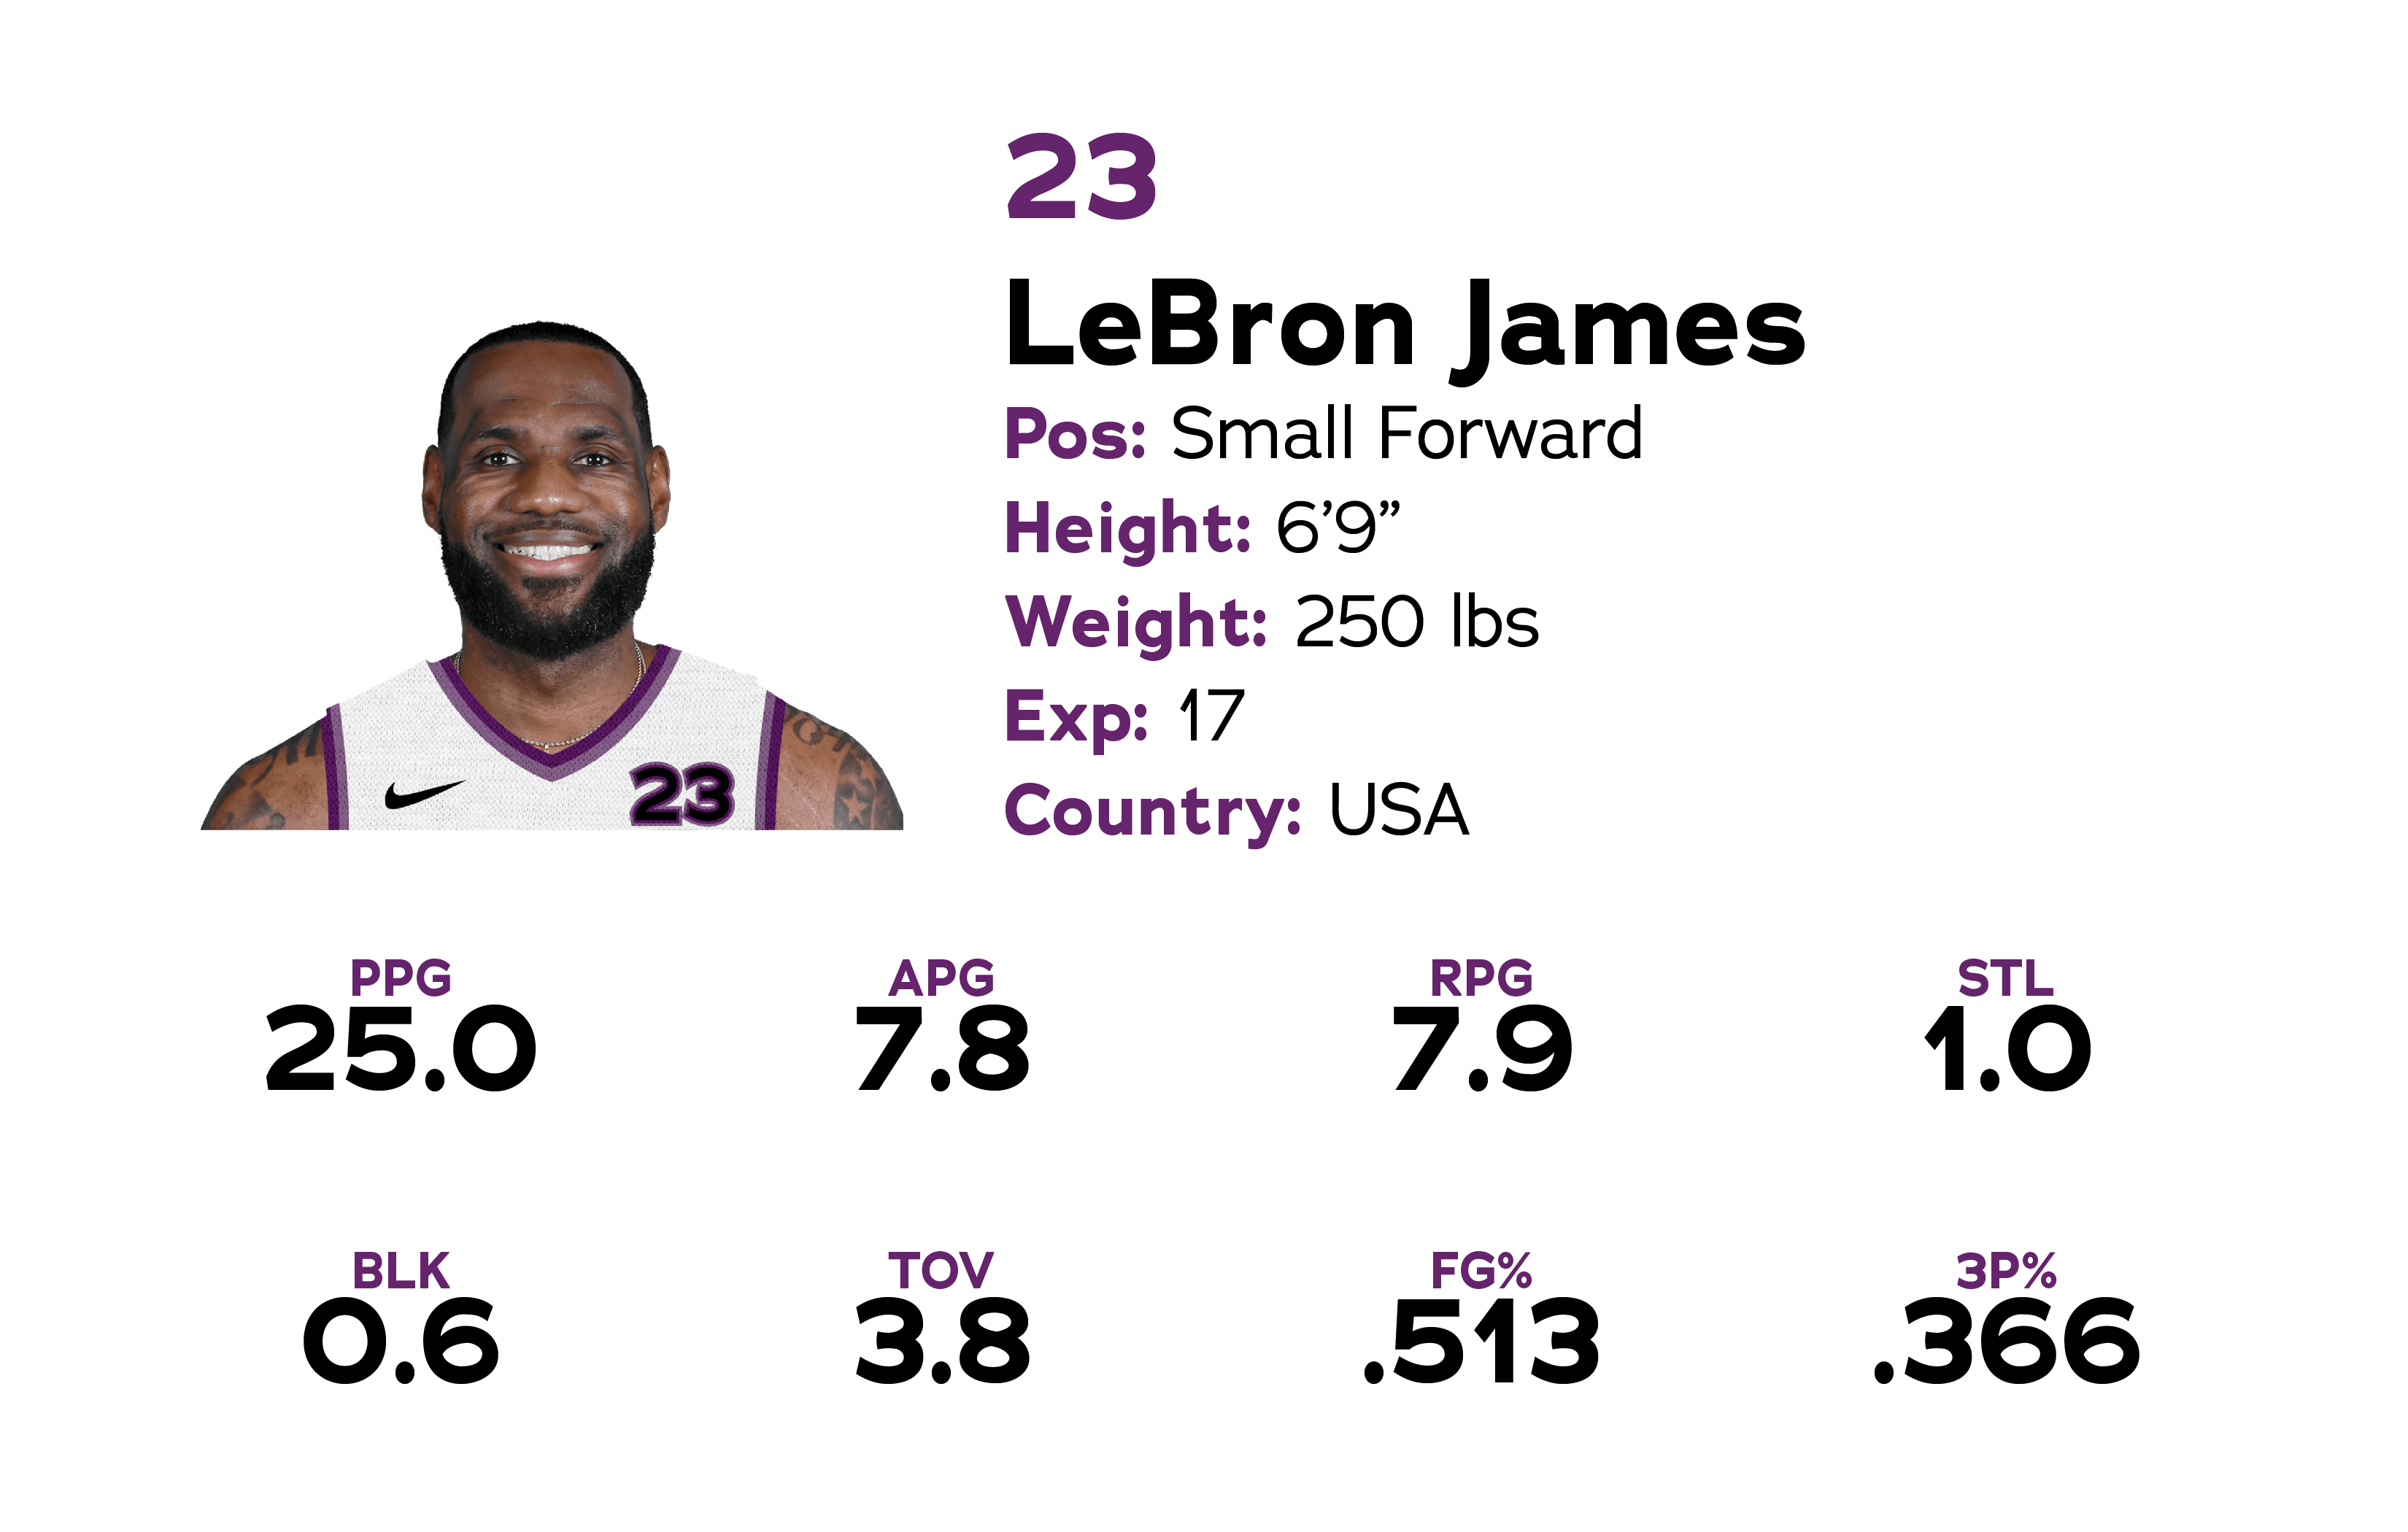 23
LeBron James
Pos: Small Forward
Height: 6’9”
Weight: 250 lbs
Exp: 17
Country: USA
23
PPG APG RPG STL
25.0 7.8 7.9 1.0
BLK TOV FG% 3P%
0.6 3.8 .513 .366